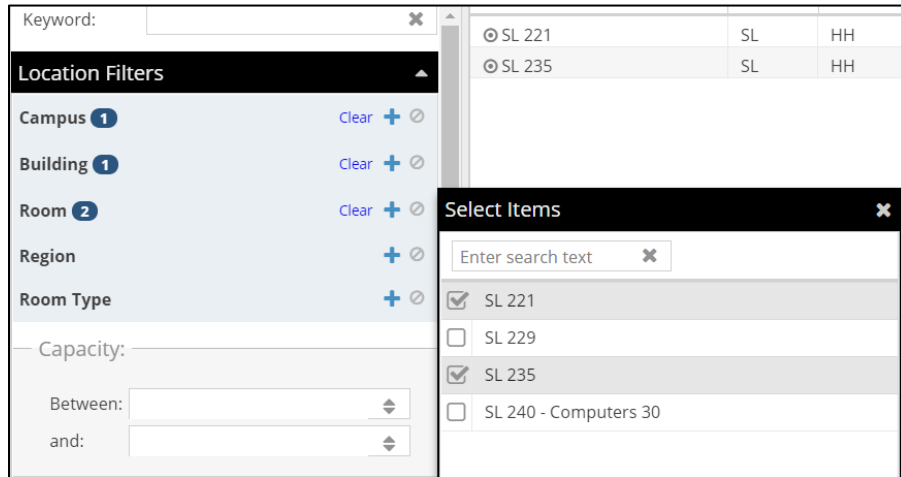 Keyword:
Location Filters
Campus 1 Clear
Building 1 Clear
Room 2 Clear
Region
Room Type
Capacity:
Between:
and:
SL 221 SL HH
SL 235 SL HH
Select Items
Enter search text
SL 221
SL 229
SL 235
SL 240 - Computers 30